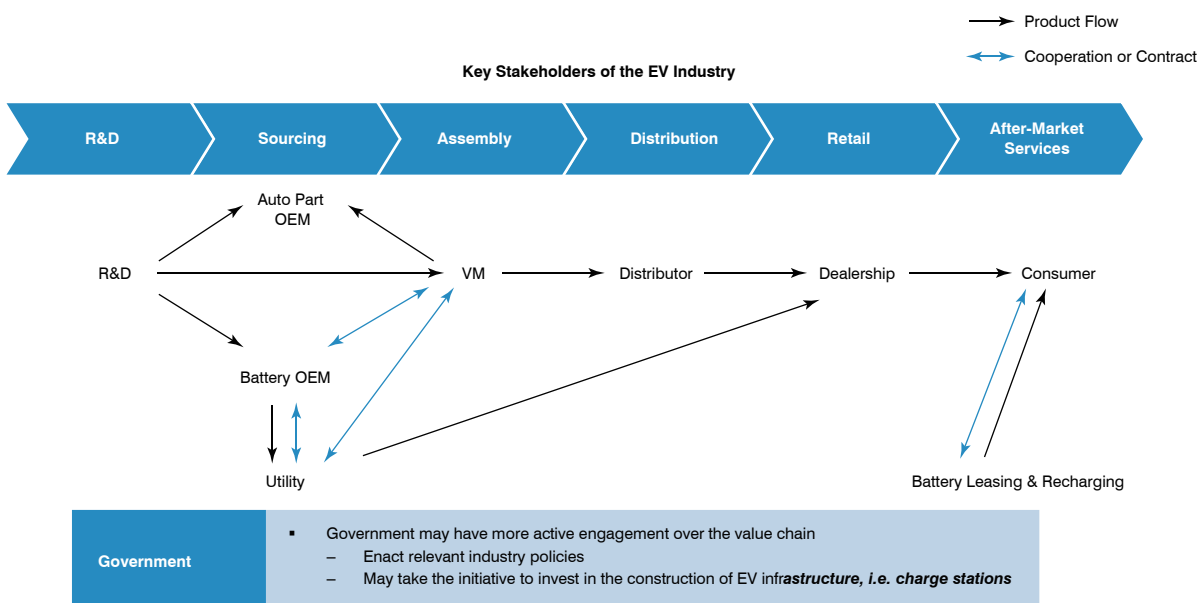 Product Flow
Cooperation or Contract
Key Stakeholders of the EV Industry
R&D
Sourcing
Assembly
Distribution
Retail
After-Market
Services
Auto Part
OEM
R&D
VM
Distributor
Dealership
Consumer
Battery OEM
Utility
Battery Leasing & Recharging
Government
▪ Government may have more active engagement over the value chain
– Enact relevant industry policies
– May take the initiative to invest in the construction of EV infrastructure, i.e. charge stations